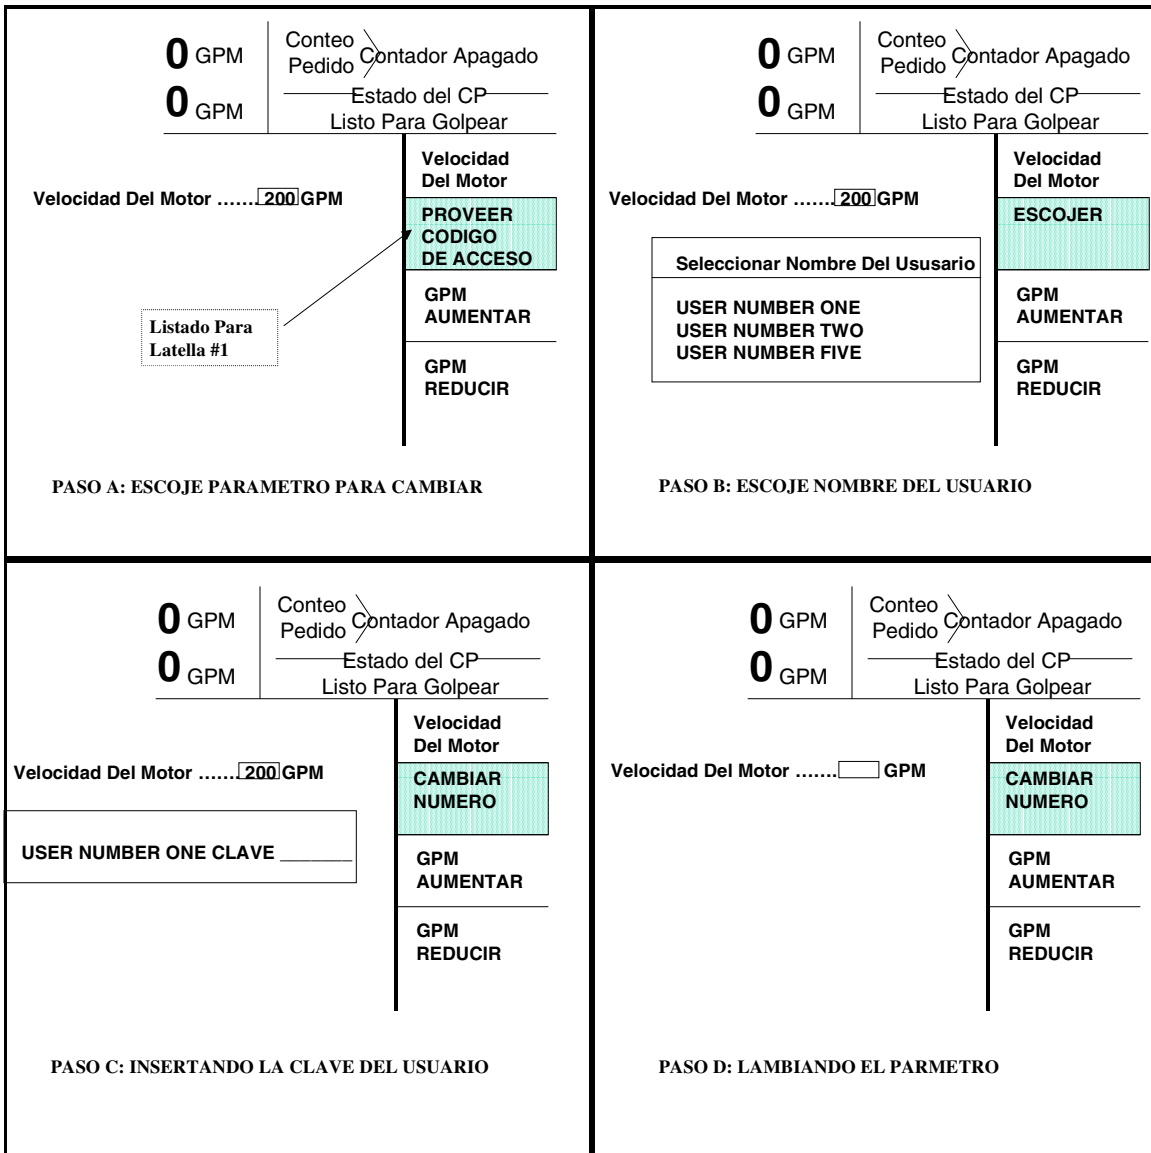 0 GPM
Conteo
Pedido
Contador Apagado
0 GPM
Estado del CP
Listo Para Golpear
Velocidad
Del Motor
Velocidad Del Motor ....... 200 GPM
PROVEER
CODIGO
DE ACCESO
GPM
AUMENTAR
Listado Para
Latella #1
GPM
REDUCIR
PASO A: ESCOJE PARAMETRO PARA CAMBIAR
0 GPM
Conteo
Pedido
Contador Apagado
0 GPM
Estado del CP
Listo Para Golpear
Velocidad
Del Motor
Velocidad Del Motor ....... 200 GPM
ESCOJER
Seleccionar Nombre Del Ususario
USER NUMBER ONE
USER NUMBER TWO
USER NUMBER FIVE
GPM
AUMENTAR
GPM
REDUCIR
PASO B: ESCOJE NOMBRE DEL USUARIO
0 GPM
Conteo
Pedido
Contador Apagado
0 GPM
Estado del CP
Listo Para Golpear
Velocidad
Del Motor
Velocidad Del Motor ....... 200 GPM
CAMBIAR
NUMERO
USER NUMBER ONE CLAVE _______
GPM
AUMENTAR
GPM
REDUCIR
PASO C: INSERTANDO LA CLAVE DEL USUARIO
0 GPM
Conteo
Pedido
Contador Apagado
0 GPM
Estado del CP
Listo Para Golpear
Velocidad
Del Motor
Velocidad Del Motor ....... GPM
CAMBIAR
NUMERO
GPM
AUMENTAR
GPM
REDUCIR
PASO D: LAMBIANDO EL PARMETRO